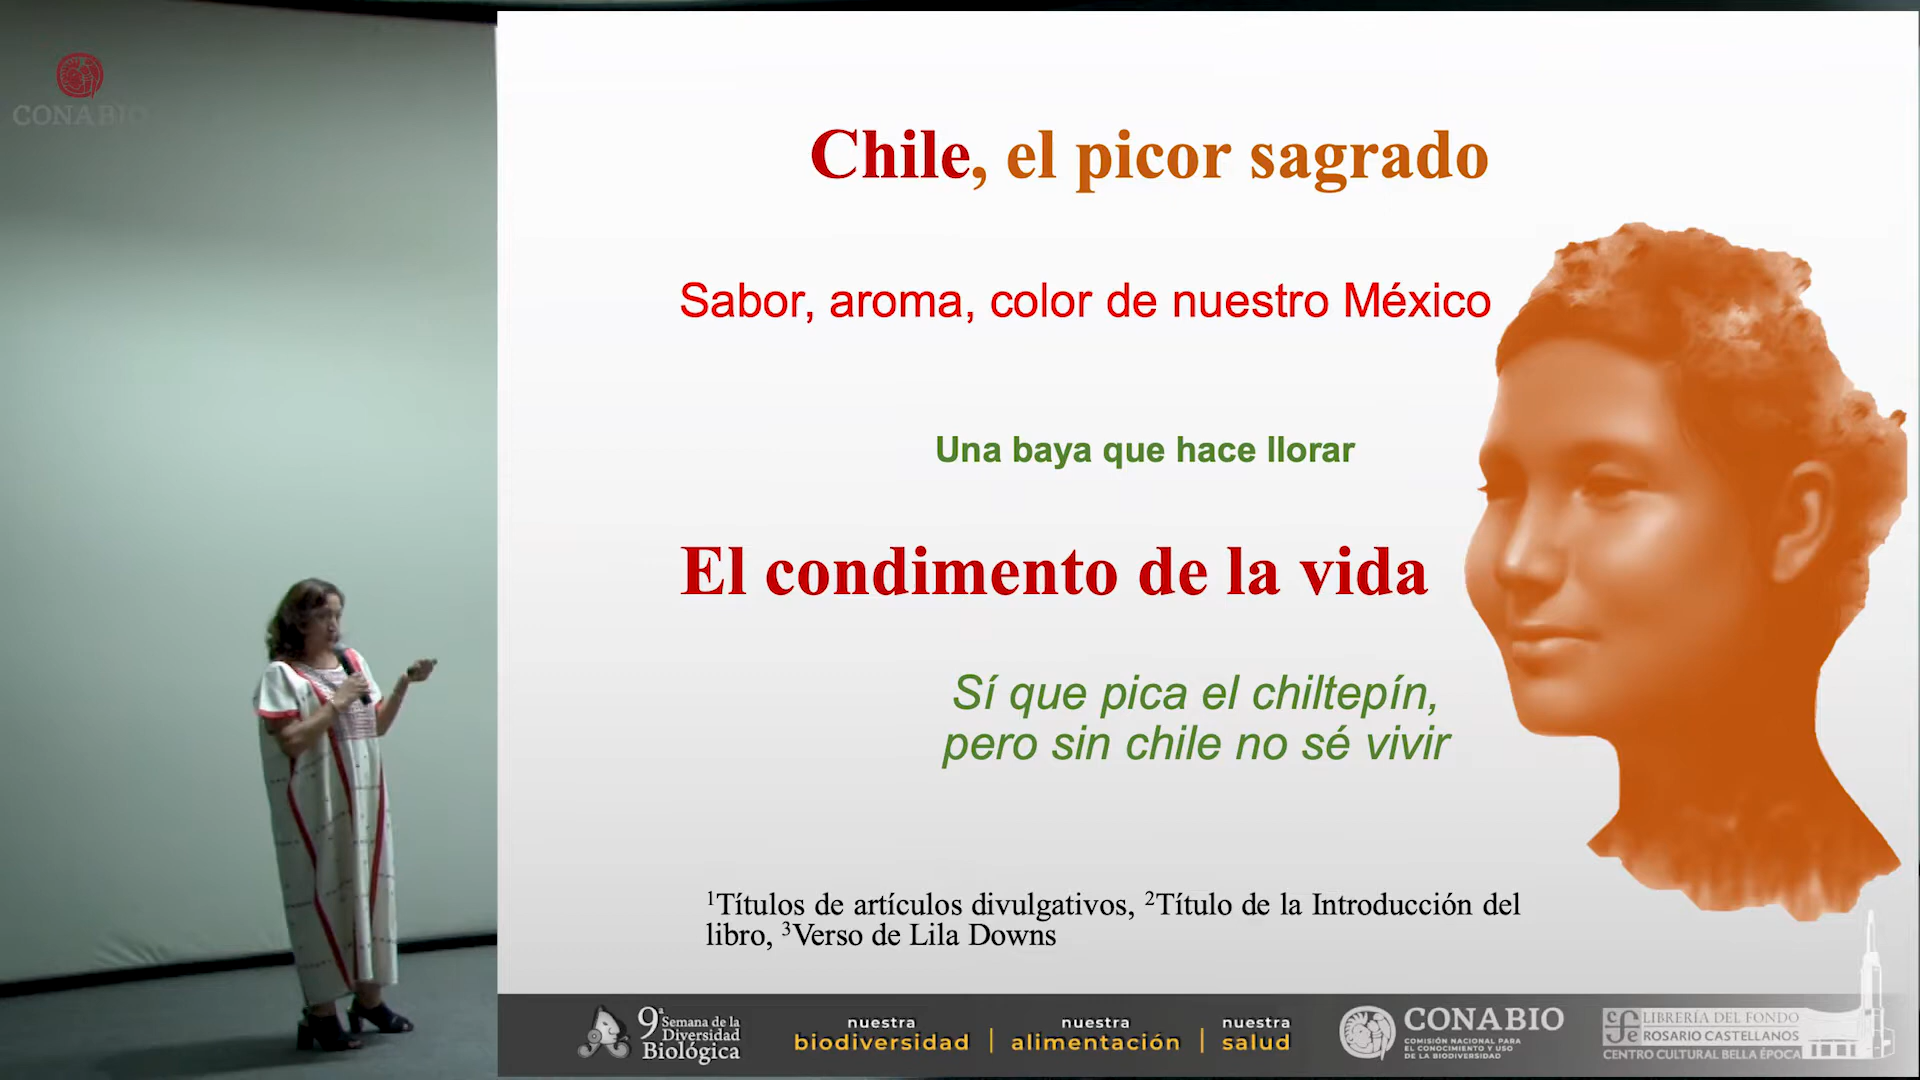 CONABIO
Chile, el picor sagrado
Sabor, aroma, color de nuestro México
Una baya que hace llorar
El condimento de la vida
Sí que pica el chiltepín,
pero sin chile no sé vivir
¹Títulos de artículos divulgativos, ²Título de la Introducción del
libro, ³Verso de Lila Downs
9ª Semana de la
Diversidad
Biológica
nuestra
biodiversidad
nuestra
alimentación
nuestra
salud
CONABIO
COMISIÓN NACIONAL PARA
EL CONOCIMIENTO Y USO
DE LA BIODIVERSIDAD
cfe
LIBRERÍA DEL FONDO
ROSARIO CASTELLANOS
CENTRO CULTURAL BELLA ÉPOCA